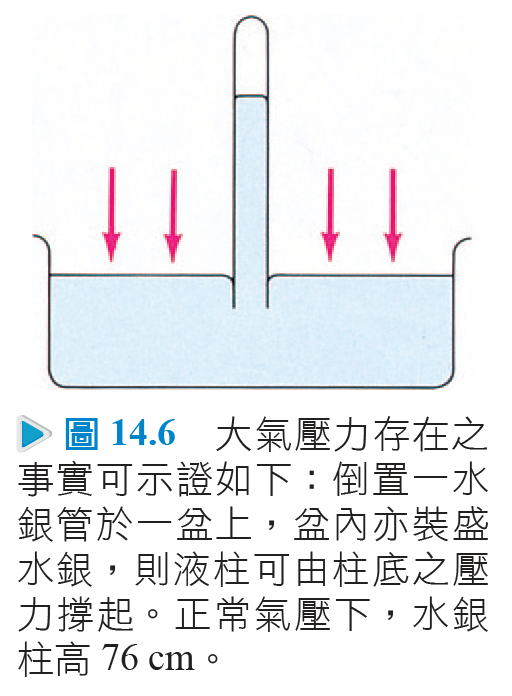 圖 14.6 大氣壓力存在之
事實可示證如下：倒置一水
銀管於一盆上，盆內亦裝盛
水銀，則液柱可由柱底之壓
力撐起。正常氣壓下，水銀
柱高 76 cm。